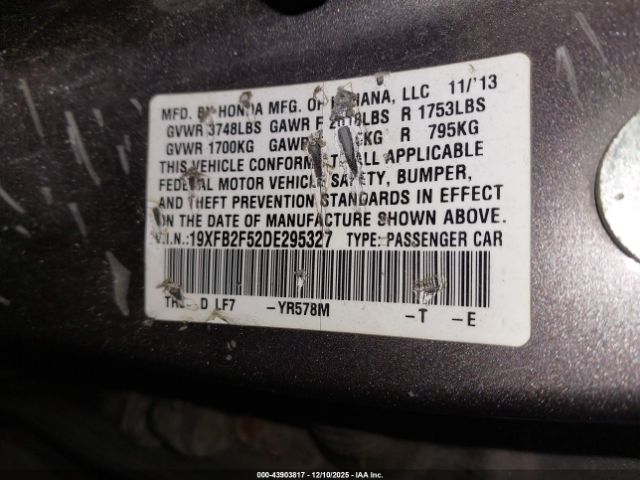 MFD. BY HONDA MFG. OF INDIANA, LLC 11/'13
GVWR 3748LBS GAWR F 2018LBS R 1753LBS
GVWR 1700KG GAWR KG R 795KG
THIS VEHICLE CONFORMS ALL APPLICABLE
FEDERAL MOTOR VEHICLE SAFETY, BUMPER,
AND THEFT PREVENTION STANDARDS IN EFFECT
ON THE DATE OF MANUFACTURE SHOWN ABOVE.
V.I.N.: 19XFB2F52DE295327 TYPE: PASSENGER CAR
D LF7 -YR578M -T -E
000-43903817 - 12/10/2025 - IAA Inc.